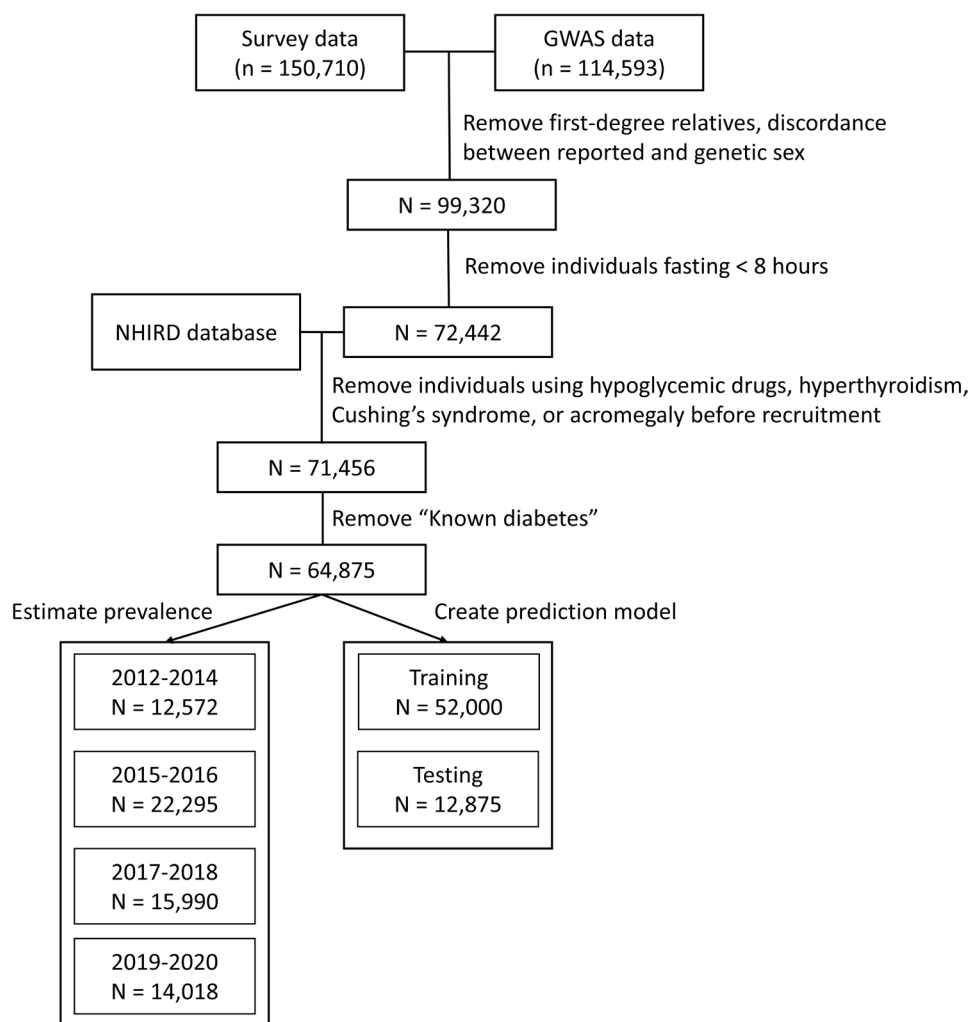 Survey data
(n = 150,710)
GWAS data
(n = 114,593)
Remove first-degree relatives, discordance
between reported and genetic sex
N = 99,320
Remove individuals fasting < 8 hours
NHIRD database
N = 72,442
Remove individuals using hypoglycemic drugs, hyperthyroidism,
Cushing’s syndrome, or acromegaly before recruitment
N = 71,456
Remove “Known diabetes”
N = 64,875
Estimate prevalence
Create prediction model
2012-2014
N = 12,572
2015-2016
N = 22,295
2017-2018
N = 15,990
2019-2020
N = 14,018
Training
N = 52,000
Testing
N = 12,875